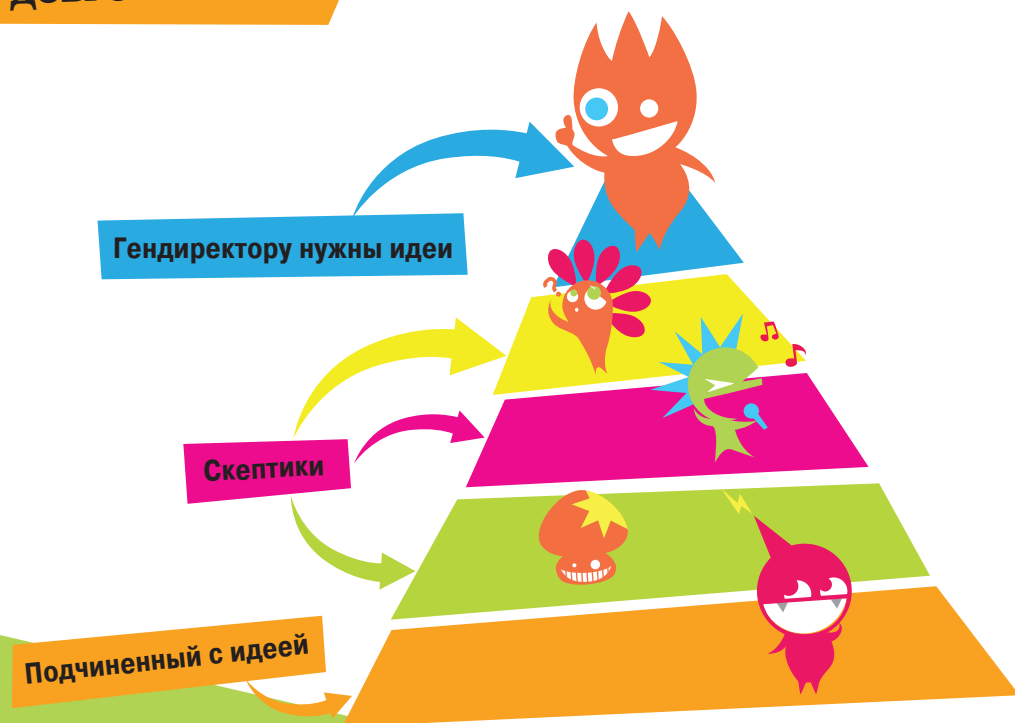 Гендиректору нужны идеи
Скептики
Подчиненный с идеей